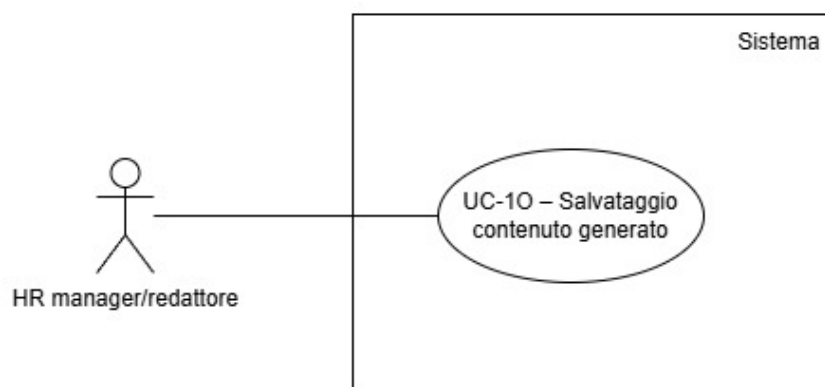 Sistema
UC-1O – Salvataggio
contenuto generato
HR manager/redattore